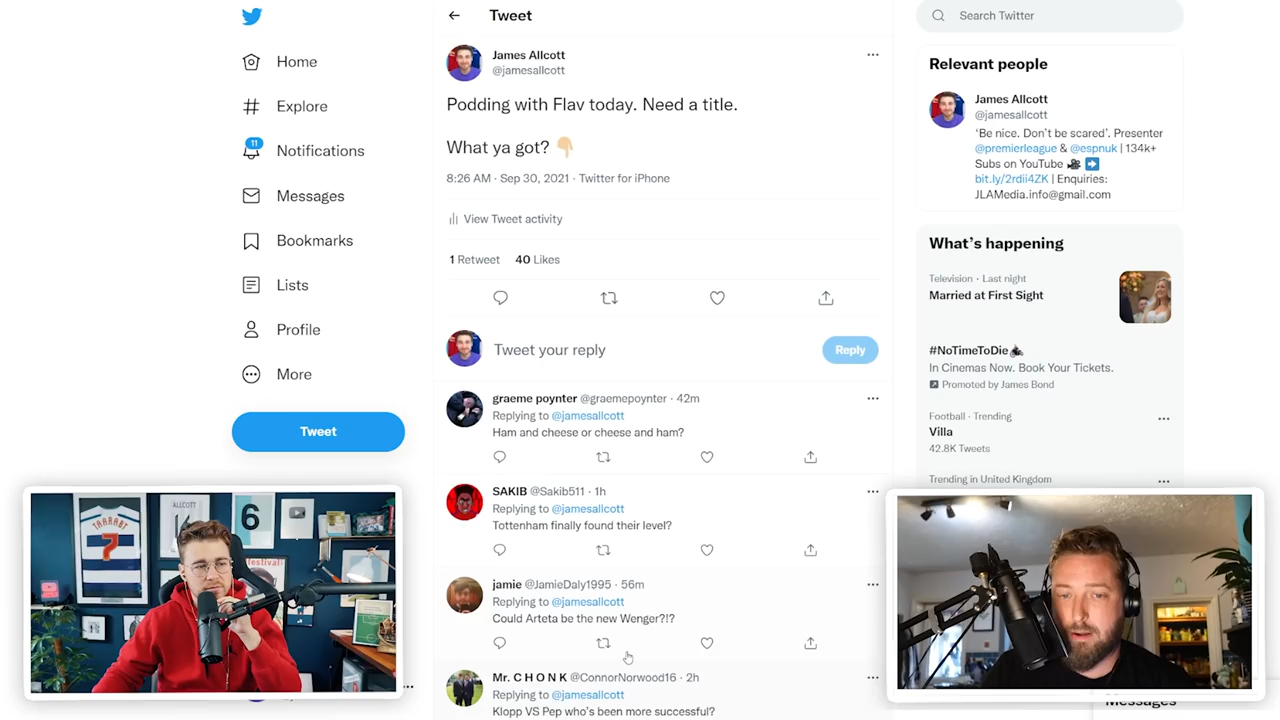 Home
Explore
11
Notifications
Messages
Bookmarks
Lists
Profile
More
Tweet
Tweet
James Allcott
@jamesallcott
Podding with Flav today. Need a title.
What ya got? 👇🏼
8:26 AM · Sep 30, 2021 · Twitter for iPhone
View Tweet activity
1 Retweet 40 Likes
Tweet your reply
Reply
graeme poynter @graemepoynter · 42m
Replying to @jamesallcott
Ham and cheese or cheese and ham?
SAKIB @Sakib511 · 1h
Replying to @jamesallcott
Tottenham finally found their level?
jamie @JamieDaly1995 · 56m
Replying to @jamesallcott
Could Arteta be the new Wenger?!?
Mr. C H O N K @ConnorNorwood16 · 2h
Replying to @jamesallcott
Klopp VS Pep who's been more successful?
Search Twitter
Relevant people
James Allcott
@jamesallcott
'Be nice. Don't be scared'. Presenter
@premierleague & @espnuk | 134k+
Subs on YouTube 🎥 ➡️
bit.ly/2rdii4ZK | Enquiries:
JLAMedia.info@gmail.com
What's happening
Television · Last night
Married at First Sight
#NoTimeToDie
In Cinemas Now. Book Your Tickets.
Promoted by James Bond
Football · Trending
Villa
42.8K Tweets
Trending in United Kingdom
Messages
TAARABT
7
ALLCOTT
6